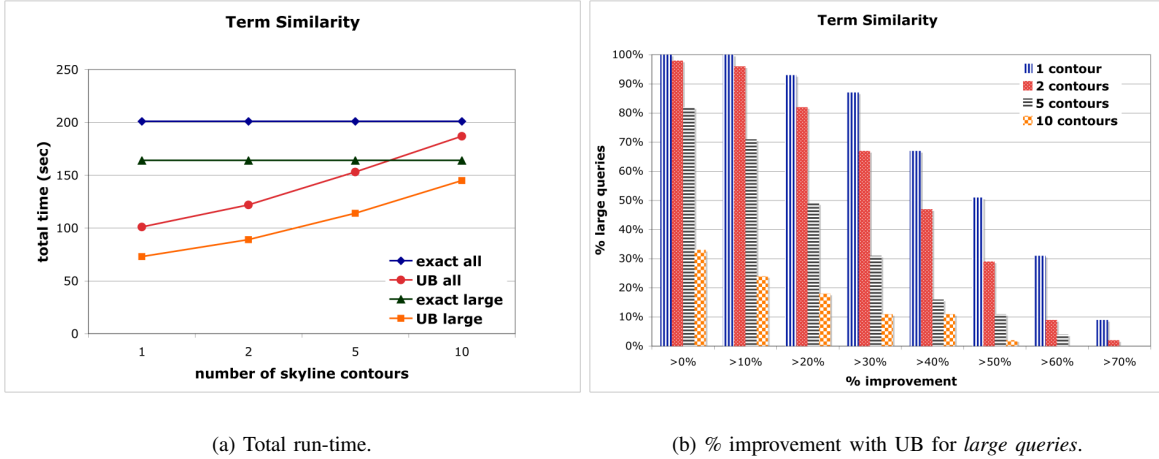 Term Similarity
250
200
150
100
50
0
total time (sec)
exact all
UB all
exact large
UB large
1 2 5 10
number of skyline contours
(a) Total run-time.
Term Similarity
100%
90%
80%
70%
60%
50%
40%
30%
20%
10%
0%
% large queries
1 contour
2 contours
5 contours
10 contours
>0% >10% >20% >30% >40% >50% >60% >70%
% improvement
(b) % improvement with UB for large queries.